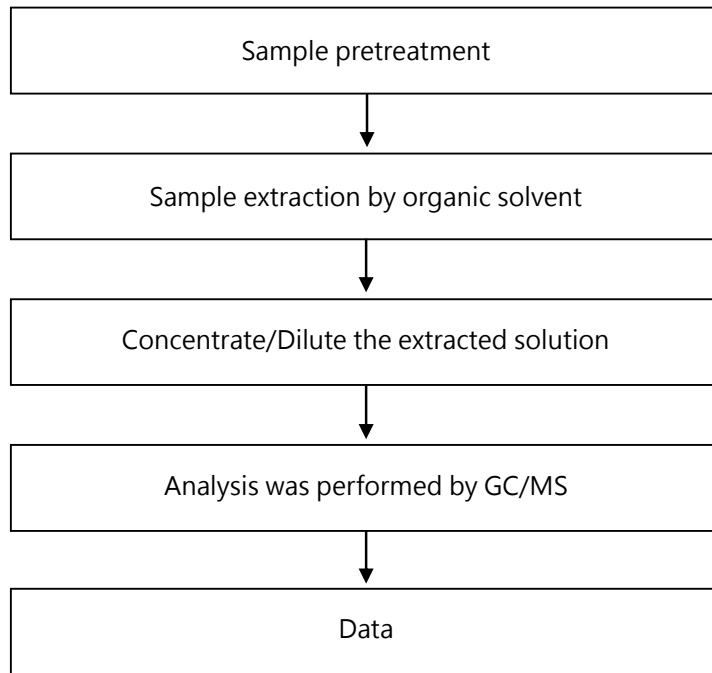 Sample pretreatment
Sample extraction by organic solvent
Concentrate/Dilute the extracted solution
Analysis was performed by GC/MS
Data